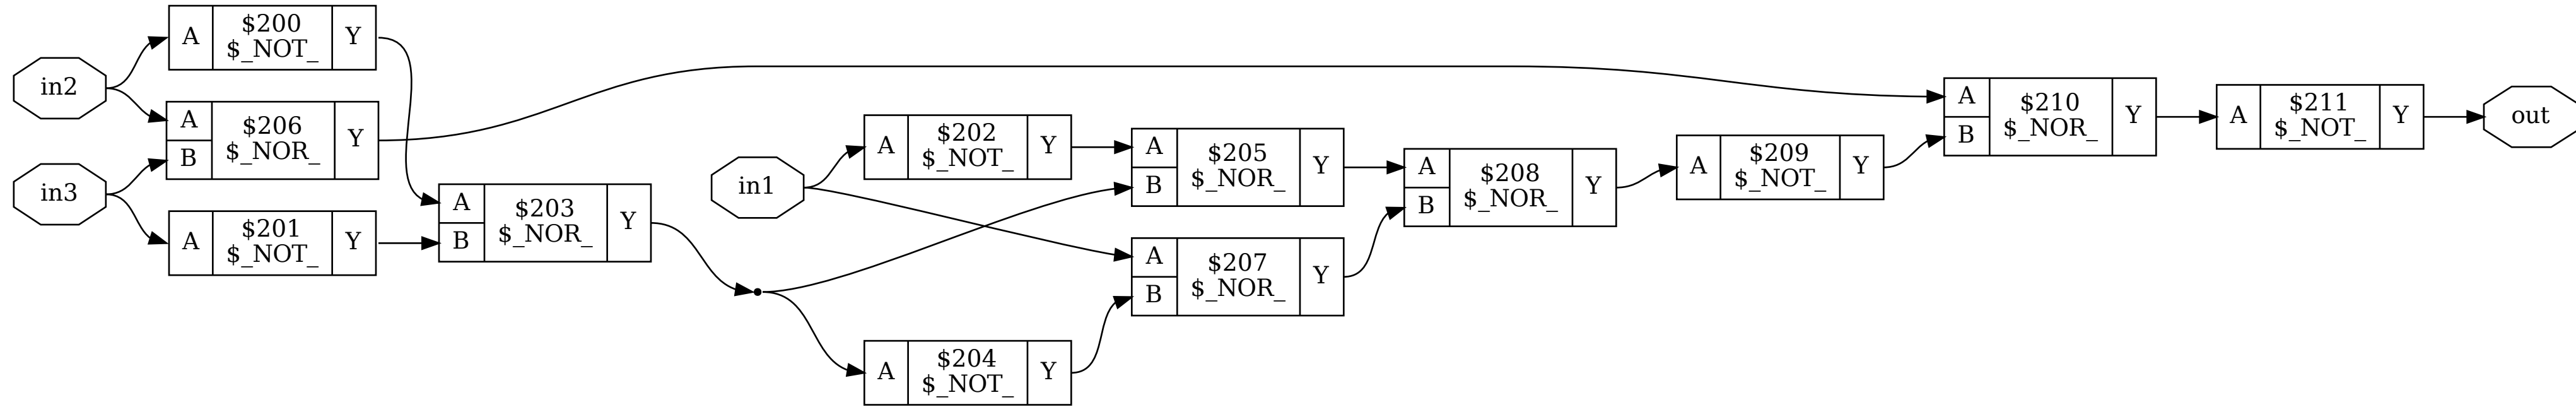 in2
A $200 Y
$_NOT_
A $206 Y
B $_NOR_
in3
A $201 Y
$_NOT_
A $203 Y
B $_NOR_
in1
A $202 Y
$_NOT_
A $204 Y
$_NOT_
A $205 Y
B $_NOR_
A $207 Y
B $_NOR_
A $208 Y
B $_NOR_
A $209 Y
$_NOT_
A $210 Y
B $_NOR_
A $211 Y
$_NOT_
out